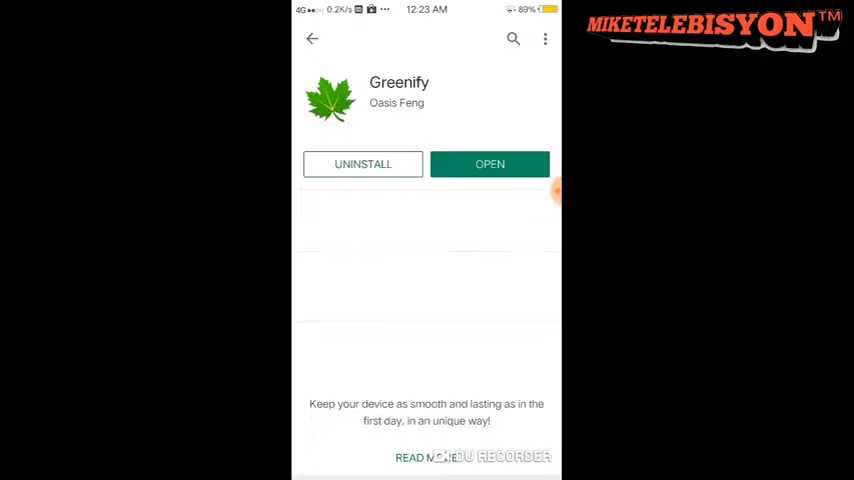 4G 0.2K/s 12:23 AM 89%
MIKETELEBISYON™
Greenify
Oasis Feng
UNINSTALL OPEN
Keep your device as smooth and lasting as in the
first day, in an unique way!
READ MORE
DU RECORDER